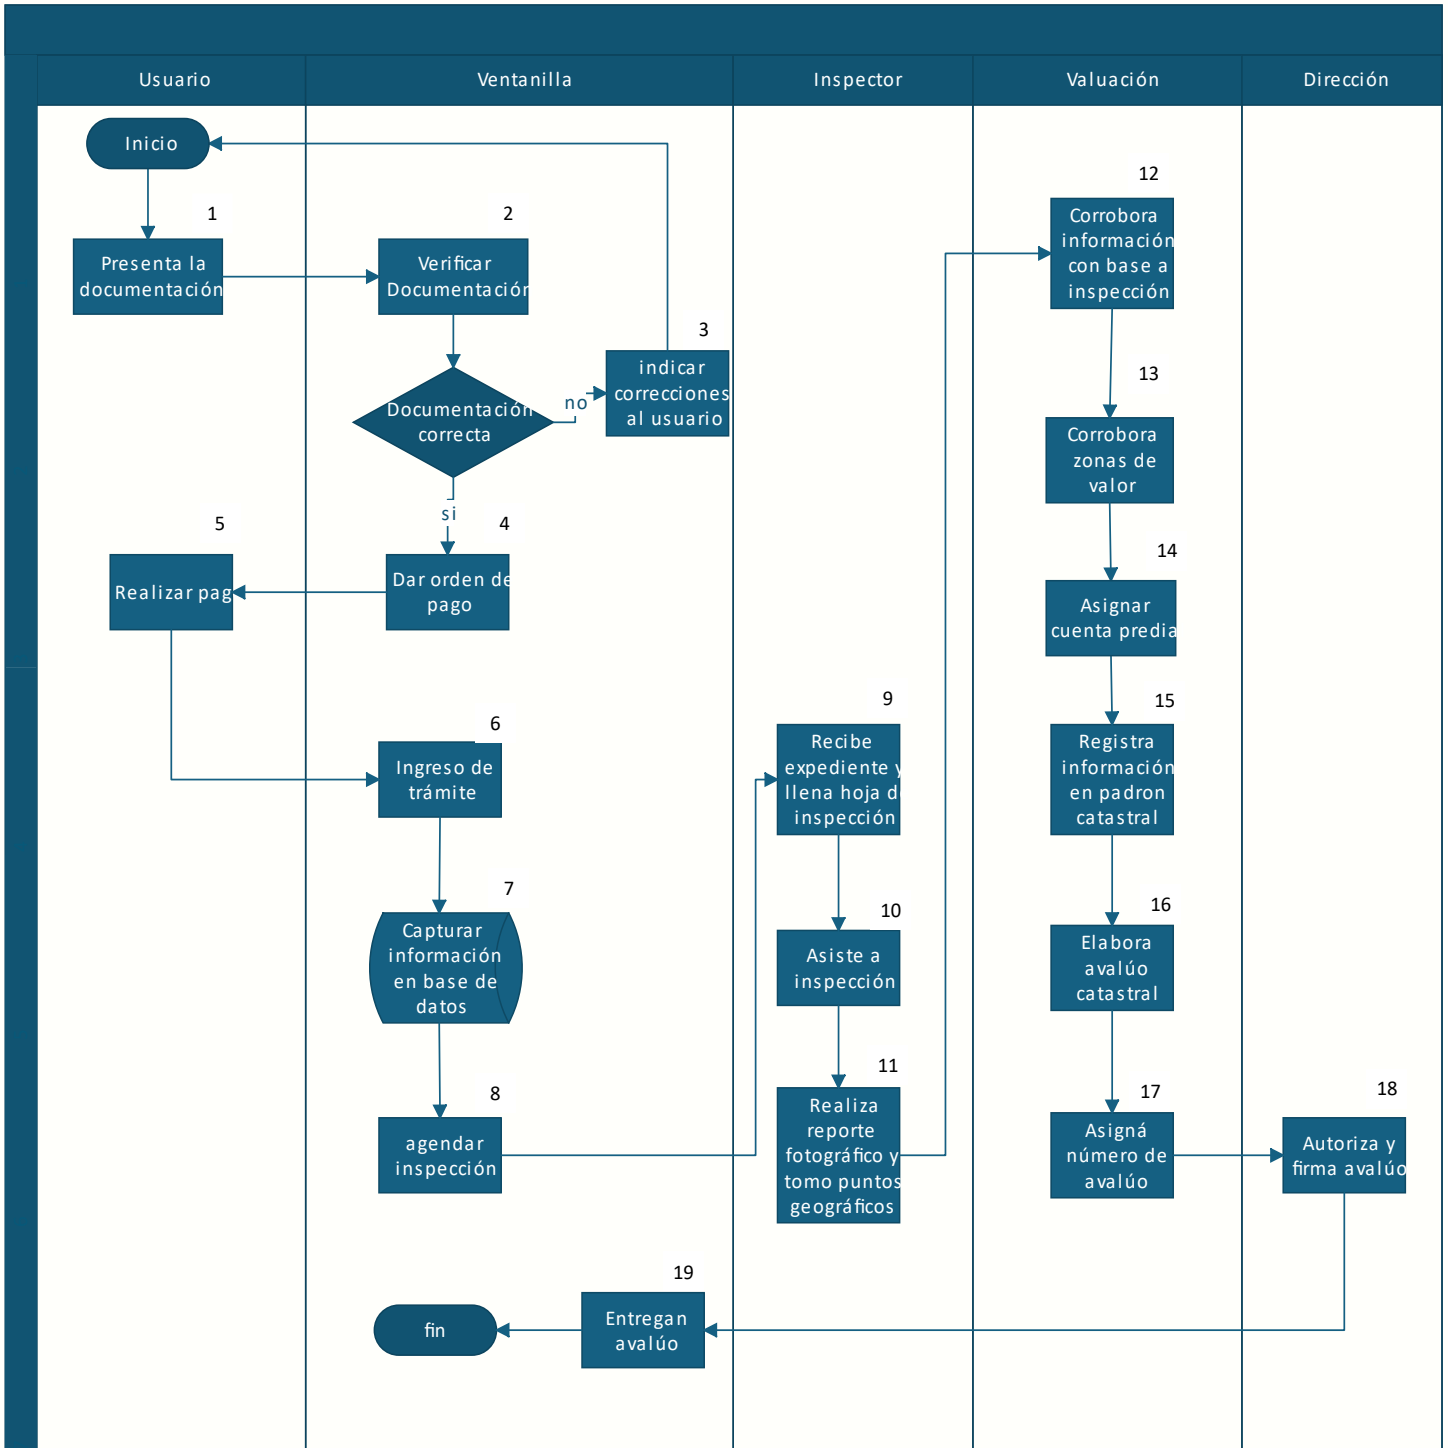 Usuario
Ventanilla
Inspector
Valuación
Dirección
Inicio
1
Presenta la
documentación
2
Verificar
Documentación
3
indicar
correcciones
al usuario
Documentación
correcta
no
si
4
Dar orden de
pago
5
Realizar pag
6
Ingreso de
trámite
7
Capturar
información
en base de
datos
8
agendar
inspección
9
Recibe
expediente y
llena hoja d
inspección
10
Asiste a
inspección
11
Realiza
reporte
fotográfico y
tomo puntos
geográficos
12
Corrobora
información
con base a
inspección
13
Corrobora
zonas de
valor
14
Asignar
cuenta predia
15
Registra
información
en padron
catastral
16
Elabora
avalúo
catastral
17
Asigná
número de
avalúo
18
Autoriza y
firma avalúo
19
Entregan
avalúo
fin